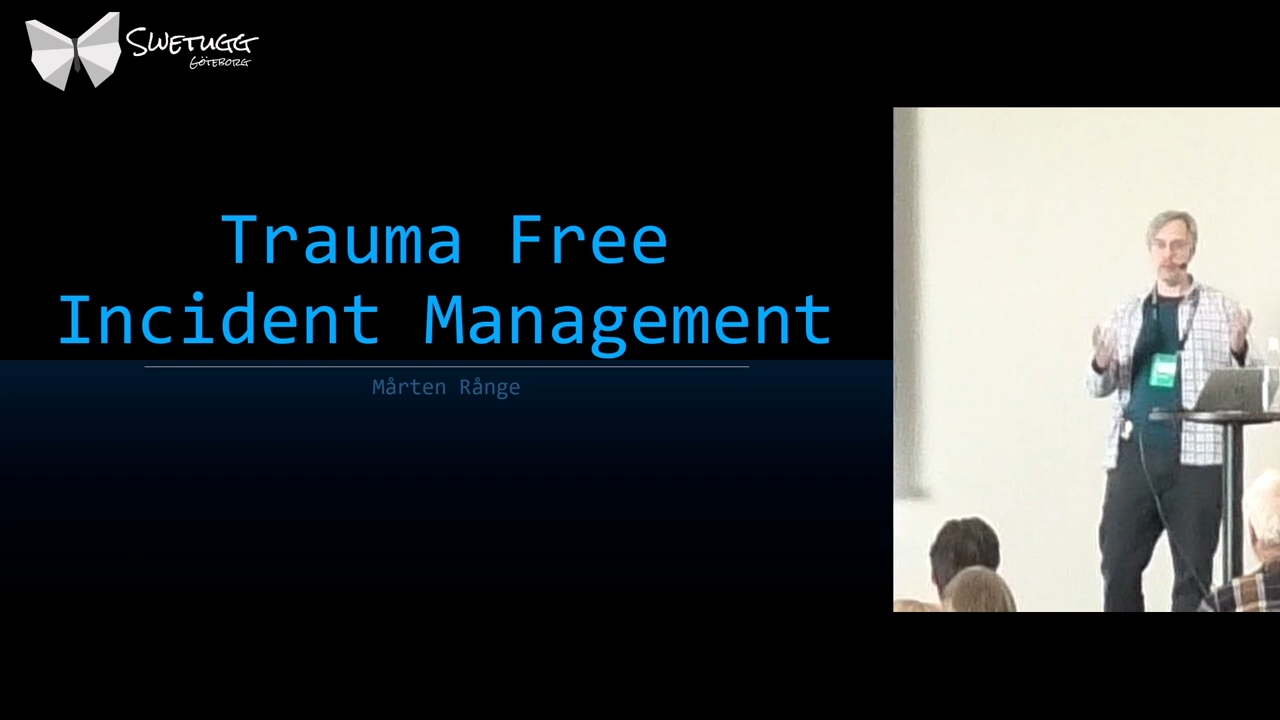 Swetugg
Göteborg
Trauma Free
Incident Management
Mårten Rånge